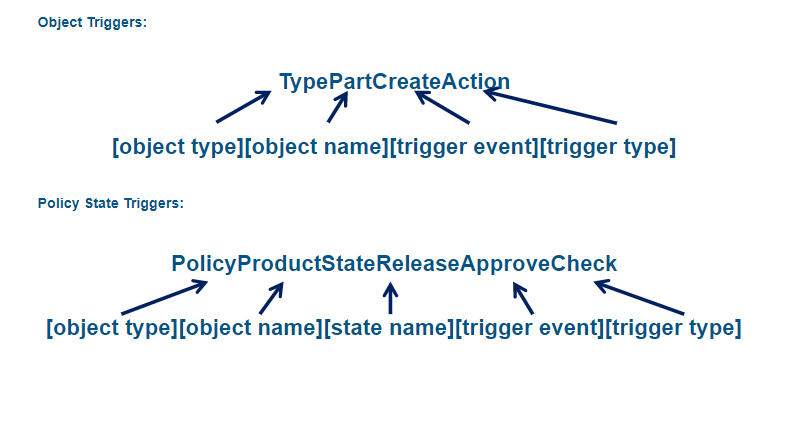 Object Triggers:
TypePartCreateAction
[object type][object name][trigger event][trigger type]
Policy State Triggers:
PolicyProductStateReleaseApproveCheck
[object type][object name][state name][trigger event][trigger type]